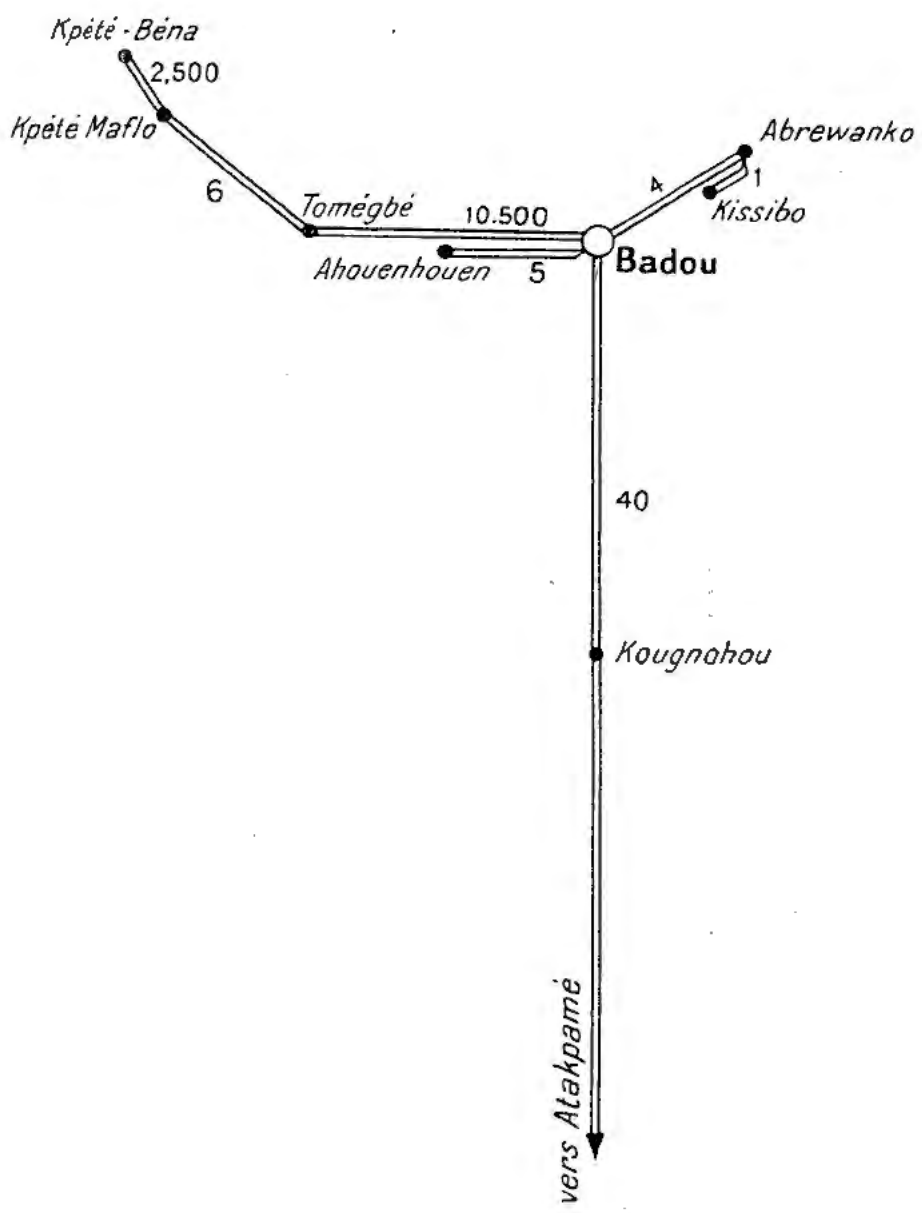 Kpété-Béna
2,500
Kpété Maflo
Abrewanko
6
4
1
Tomégbé
10.500
Kissibo
Ahouenhouen
5
Badou
40
Kougnahou
vers Atakpamé